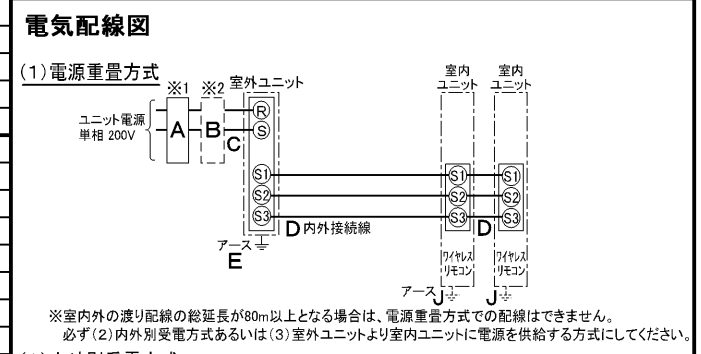 電気配線図
(1)電源重畳方式
※1 ※2 室外ユニット
室内
ユニット
室内
ユニット
ユニット電源
単相 200V
A
B
C
R
S
S1
S2
S3
S1
S2
S3
S1
S2
S3
D 内外接続線
D
アース
E
ワイヤレス
リモコン
ワイヤレス
リモコン
アース J
J
※室内外の渡り配線の総延長が80m以上となる場合は、電源重畳方式での配線はできません。
必ず(2)内外別受電方式あるいは(3)室外ユニットより室内ユニットに電源を供給する方式にしてください。